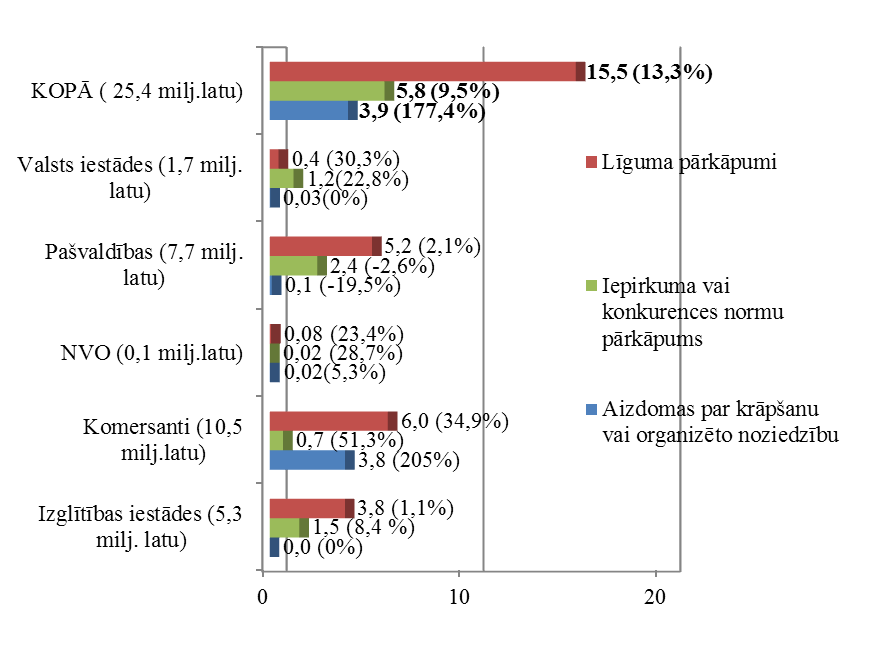 KOPĀ ( 25,4 milj.latu)
15,5 (13,3%)
5,8 (9,5%)
3,9 (177,4%)
Valsts iestādes (1,7 milj.
latu)
0,4 (30,3%)
1,2(22,8%)
0,03(0%)
Pašvaldības (7,7 milj.
latu)
5,2 (2,1%)
2,4 (-2,6%)
0,1 (-19,5%)
NVO (0,1 milj.latu)
0,08 (23,4%)
0,02 (28,7%)
0,02(5,3%)
Komersanti (10,5
milj.latu)
6,0 (34,9%)
0,7 (51,3%)
3,8 (205%)
Izglītības iestādes (5,3
milj. latu)
3,8 (1,1%)
1,5 (8,4 %)
0,0 (0%)
0 10 20
Līguma pārkāpumi
Iepirkuma vai
konkurences normu
pārkāpums
Aizdomas par krāpšanu
vai organizēto noziedzību